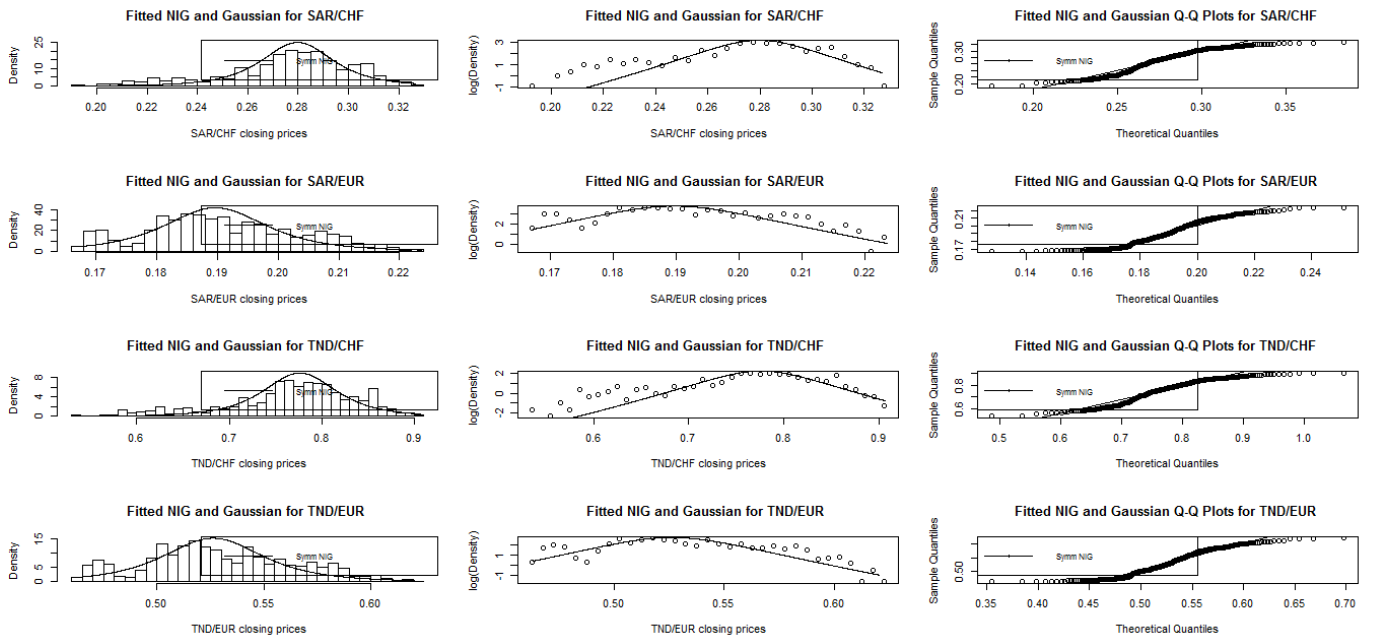 Fitted NIG and Gaussian for SAR/CHF
Density
0 10 25
Symm NIG
0.20 0.22 0.24 0.26 0.28 0.30 0.32
SAR/CHF closing prices
Fitted NIG and Gaussian for SAR/CHF
log(Density)
-1 1 3
0.20 0.22 0.24 0.26 0.28 0.30 0.32
SAR/CHF closing prices
Fitted NIG and Gaussian Q-Q Plots for SAR/CHF
Sample Quantiles
0.20 0.30
Symm NIG
0.20 0.25 0.30 0.35
Theoretical Quantiles
Fitted NIG and Gaussian for SAR/EUR
Density
0 20 40
Symm NIG
0.17 0.18 0.19 0.20 0.21 0.22
SAR/EUR closing prices
Fitted NIG and Gaussian for SAR/EUR
log(Density)
0 2
0.17 0.18 0.19 0.20 0.21 0.22
SAR/EUR closing prices
Fitted NIG and Gaussian Q-Q Plots for SAR/EUR
Sample Quantiles
0.17 0.21
Symm NIG
0.14 0.16 0.18 0.20 0.22 0.24
Theoretical Quantiles
Fitted NIG and Gaussian for TND/CHF
Density
0 4 8
Symm NIG
0.6 0.7 0.8 0.9
TND/CHF closing prices
Fitted NIG and Gaussian for TND/CHF
log(Density)
-2 0 2
0.6 0.7 0.8 0.9
TND/CHF closing prices
Fitted NIG and Gaussian Q-Q Plots for TND/CHF
Sample Quantiles
0.6 0.8
Symm NIG
0.5 0.6 0.7 0.8 0.9 1.0
Theoretical Quantiles
Fitted NIG and Gaussian for TND/EUR
Density
0 5 15
Symm NIG
0.50 0.55 0.60
TND/EUR closing prices
Fitted NIG and Gaussian for TND/EUR
log(Density)
-1 1
0.50 0.55 0.60
TND/EUR closing prices
Fitted NIG and Gaussian Q-Q Plots for TND/EUR
Sample Quantiles
0.50
Symm NIG
0.35 0.40 0.45 0.50 0.55 0.60 0.65 0.70
Theoretical Quantiles